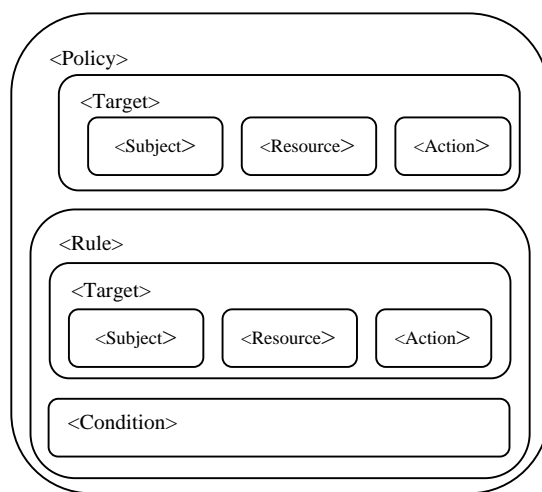 <Policy>
<Target>
<Subject> <Resource> <Action>
<Rule>
<Target>
<Subject> <Resource> <Action>
<Condition>